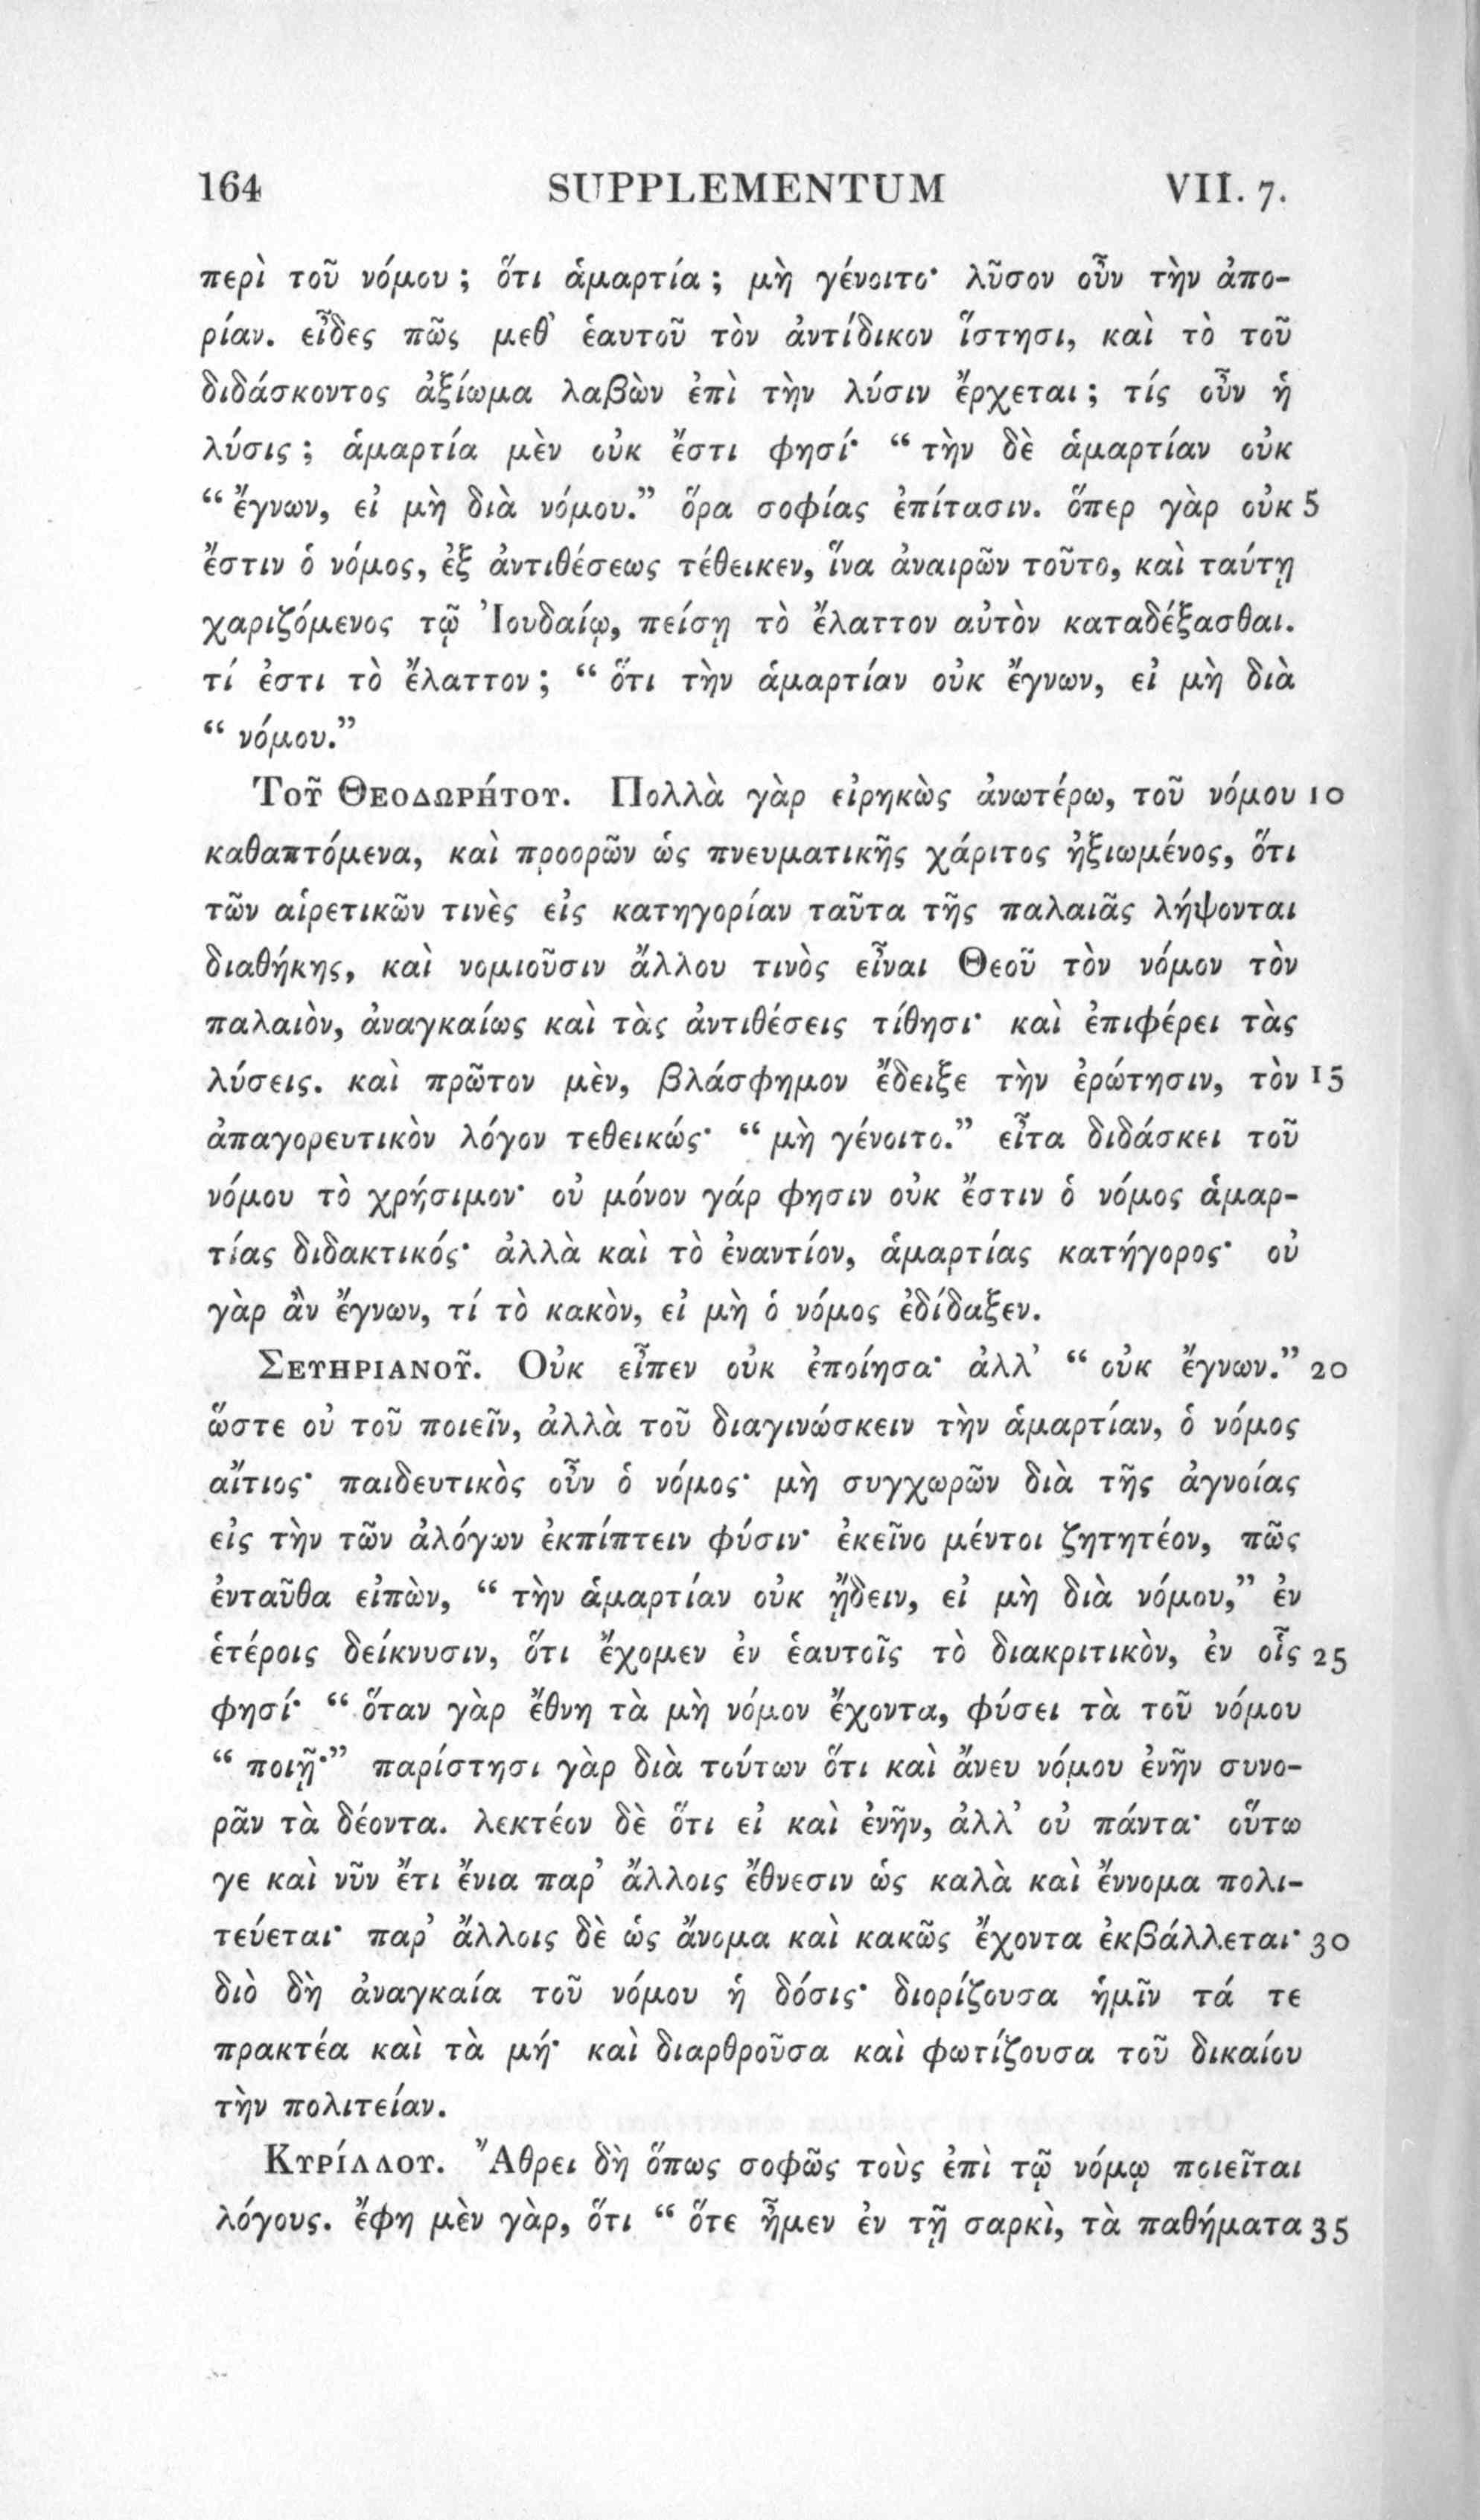 164 SUPPLEMENTUM VII. 7.
περὶ τοῦ νόμου ; ὅτι ἁμαρτία ; μὴ γένοιτο· λῦσον οὖν τὴν ἀπο-
ρίαν. εἶδες πῶς μεθ’ ἑαυτοῦ τὸν ἀντίδικον ἵστησι, καὶ τὸ τοῦ
διδάσκοντος ἀξίωμα λαβὼν ἐπὶ τὴν λύσιν ἔρχεται ; τίς οὖν ἡ
λύσις ; ἁμαρτία μὲν οὐκ ἔστι φησί· “ τὴν δὲ ἁμαρτίαν οὐκ
“ ἔγνων, εἰ μὴ διὰ νόμου.” ὅρα σοφίας ἐπίτασιν. ὅπερ γὰρ οὐκ 5
ἔστιν ὁ νόμος, ἐξ ἀντιθέσεως τέθεικεν, ἵνα ἀναιρῶν τοῦτο, καὶ ταύτῃ
χαριζόμενος τῷ Ἰουδαίῳ, πείσῃ τὸ ἔλαττον αὐτὸν καταδέξασθαι.
τί ἐστι τὸ ἔλαττον ; “ ὅτι τὴν ἁμαρτίαν οὐκ ἔγνων, εἰ μὴ διὰ
“ νόμου.”
Τοῦ Θεοδωρήτου. Πολλὰ γὰρ εἰρηκὼς ἀνωτέρω, τοῦ νόμου 10
καθαπτόμενα, καὶ προορῶν ὡς πνευματικῆς χάριτος ἠξιωμένος, ὅτι
τῶν αἱρετικῶν τινὲς εἰς κατηγορίαν ταῦτα τῆς παλαιᾶς λήψονται
διαθήκης, καὶ νομιοῦσιν ἄλλου τινὸς εἶναι Θεοῦ τὸν νόμον τὸν
παλαιὸν, ἀναγκαίως καὶ τὰς ἀντιθέσεις τίθησι· καὶ ἐπιφέρει τὰς
λύσεις. καὶ πρῶτον μὲν, βλάσφημον ἔδειξε τὴν ἐρώτησιν, τὸν 15
ἀπαγορευτικὸν λόγον τεθεικώς· “ μὴ γένοιτο.” εἶτα διδάσκει τοῦ
νόμου τὸ χρήσιμον· οὐ μόνον γάρ φησιν οὐκ ἔστιν ὁ νόμος ἁμαρ-
τίας διδακτικός· ἀλλὰ καὶ τὸ ἐναντίον, ἁμαρτίας κατήγορος· οὐ
γὰρ ἂν ἔγνων, τί τὸ κακὸν, εἰ μὴ ὁ νόμος ἐδίδαξεν.
Σευηριανοῦ. Οὐκ εἶπεν οὐκ ἐποίησα· ἀλλ’ “ οὐκ ἔγνων.” 20
ὥστε οὐ τοῦ ποιεῖν, ἀλλὰ τοῦ διαγινώσκειν τὴν ἁμαρτίαν, ὁ νόμος
αἴτιος· παιδευτικὸς οὖν ὁ νόμος· μὴ συγχωρῶν διὰ τῆς ἀγνοίας
εἰς τὴν τῶν ἀλόγων ἐκπίπτειν φύσιν· ἐκεῖνο μέντοι ζητητέον, πῶς
ἐνταῦθα εἰπὼν, “ τὴν ἁμαρτίαν οὐκ ᾔδειν, εἰ μὴ διὰ νόμου,” ἐν
ἑτέροις δείκνυσιν, ὅτι ἔχομεν ἐν ἑαυτοῖς τὸ διακριτικὸν, ἐν οἷς 25
φησί· “ ὅταν γὰρ ἔθνη τὰ μὴ νόμον ἔχοντα, φύσει τὰ τοῦ νόμου
“ ποιῇ·” παρίστησι γὰρ διὰ τούτων ὅτι καὶ ἄνευ νόμου ἐνῆν συνο-
ρᾶν τὰ δέοντα. λεκτέον δὲ ὅτι εἰ καὶ ἐνῆν, ἀλλ’ οὐ πάντα· οὕτω
γε καὶ νῦν ἔτι ἔνια παρ’ ἄλλοις ἔθνεσιν ὡς καλὰ καὶ ἔννομα πολι-
τεύεται· παρ’ ἄλλοις δὲ ὡς ἄνομα καὶ κακῶς ἔχοντα ἐκβάλλεται· 30
διὸ δὴ ἀναγκαία τοῦ νόμου ἡ δόσις· διορίζουσα ἡμῖν τά τε
πρακτέα καὶ τὰ μή· καὶ διαρθροῦσα καὶ φωτίζουσα τοῦ δικαίου
τὴν πολιτείαν.
Κυρίλλου. Ἄθρει δὴ ὅπως σοφῶς τοὺς ἐπὶ τῷ νόμῳ ποιεῖται
λόγους. ἔφη μὲν γὰρ, ὅτι “ ὅτε ἦμεν ἐν τῇ σαρκὶ, τὰ παθήματα 35